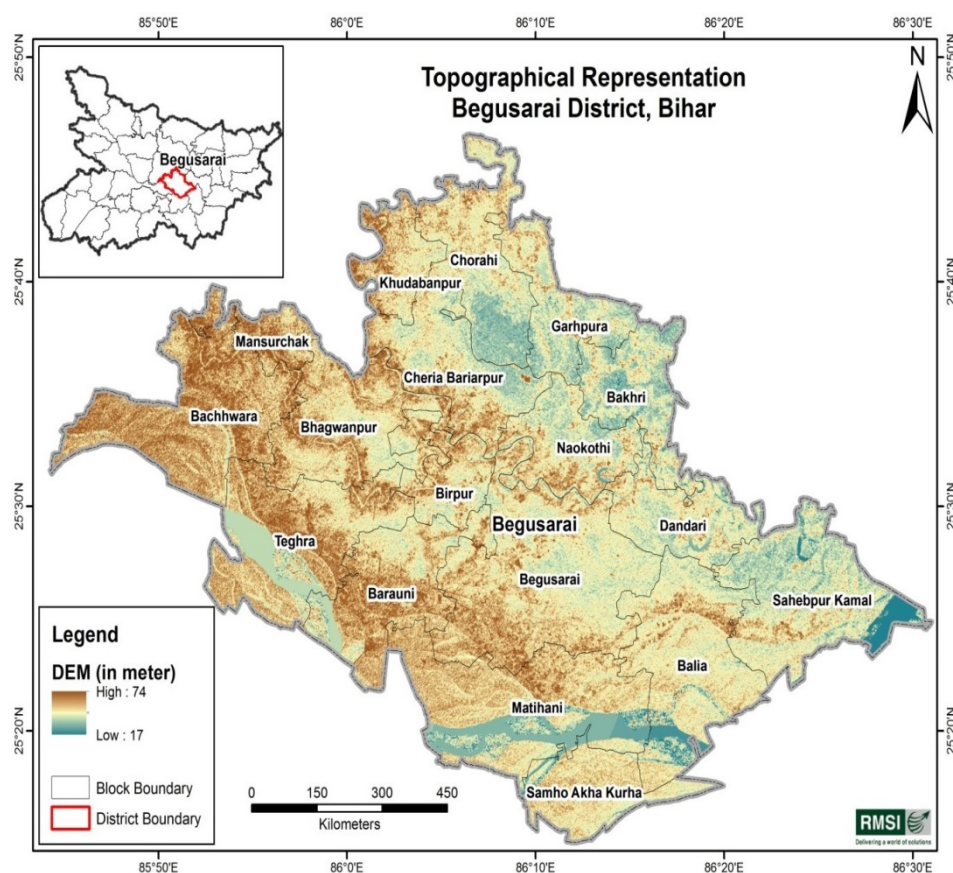 85°50'E 86°0'E 86°10'E 86°20'E 86°30'E
25°50'N 25°50'N
N
Topographical Representation
Begusarai District, Bihar
Begusarai
Chorahi
25°40'N 25°40'N
Khudabanpur
Garhpura
Mansurchak
Cheria Bariarpur
Bakhri
Bachhwara
Bhagwanpur
Naokothi
25°30'N 25°30'N
Birpur
Begusarai
Dandari
Teghra
Begusarai
Barauni
Sahebpur Kamal
Balia
Matihani
Samho Akha Kurha
Legend
DEM (in meter)
High : 74
Low : 17
Block Boundary
District Boundary
25°20'N 25°20'N
0 150 300 450
Kilometers
RMSI
Delivering a world of solutions
85°50'E 86°0'E 86°10'E 86°20'E 86°30'E